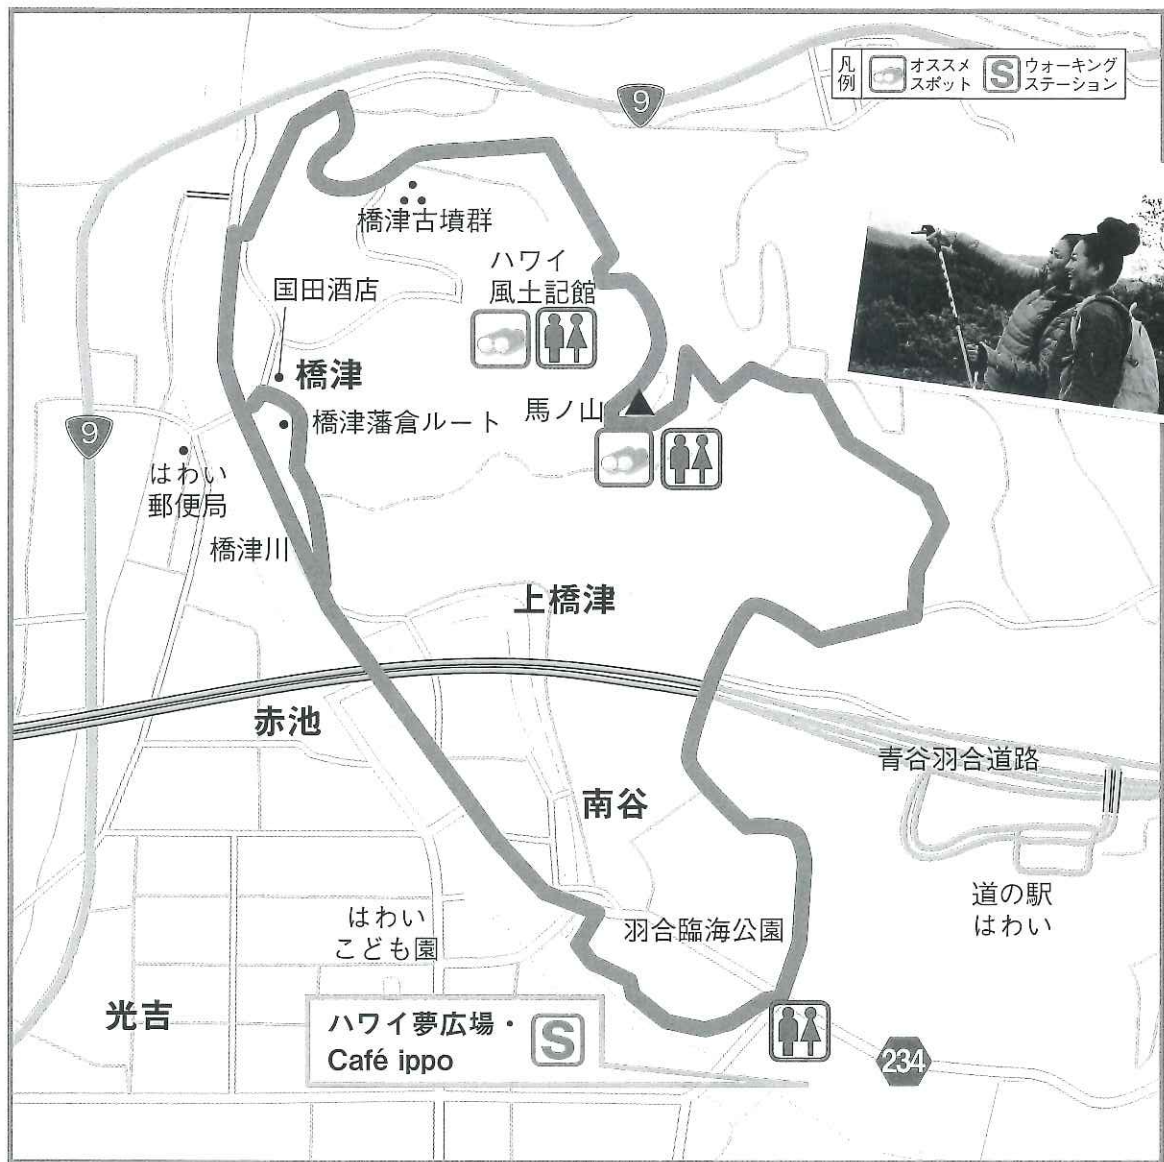 凡例
オススメ
スポット
S
ウォーキング
ステーション
9
橋津古墳群
ハワイ
風土記館
国田酒店
橋津
橋津藩倉ルート
馬ノ山
9
はわい
郵便局
橋津川
上橋津
赤池
青谷羽合道路
南谷
道の駅
はわい
はわい
こども園
羽合臨海公園
光吉
ハワイ夢広場・
Café ippo
S
234